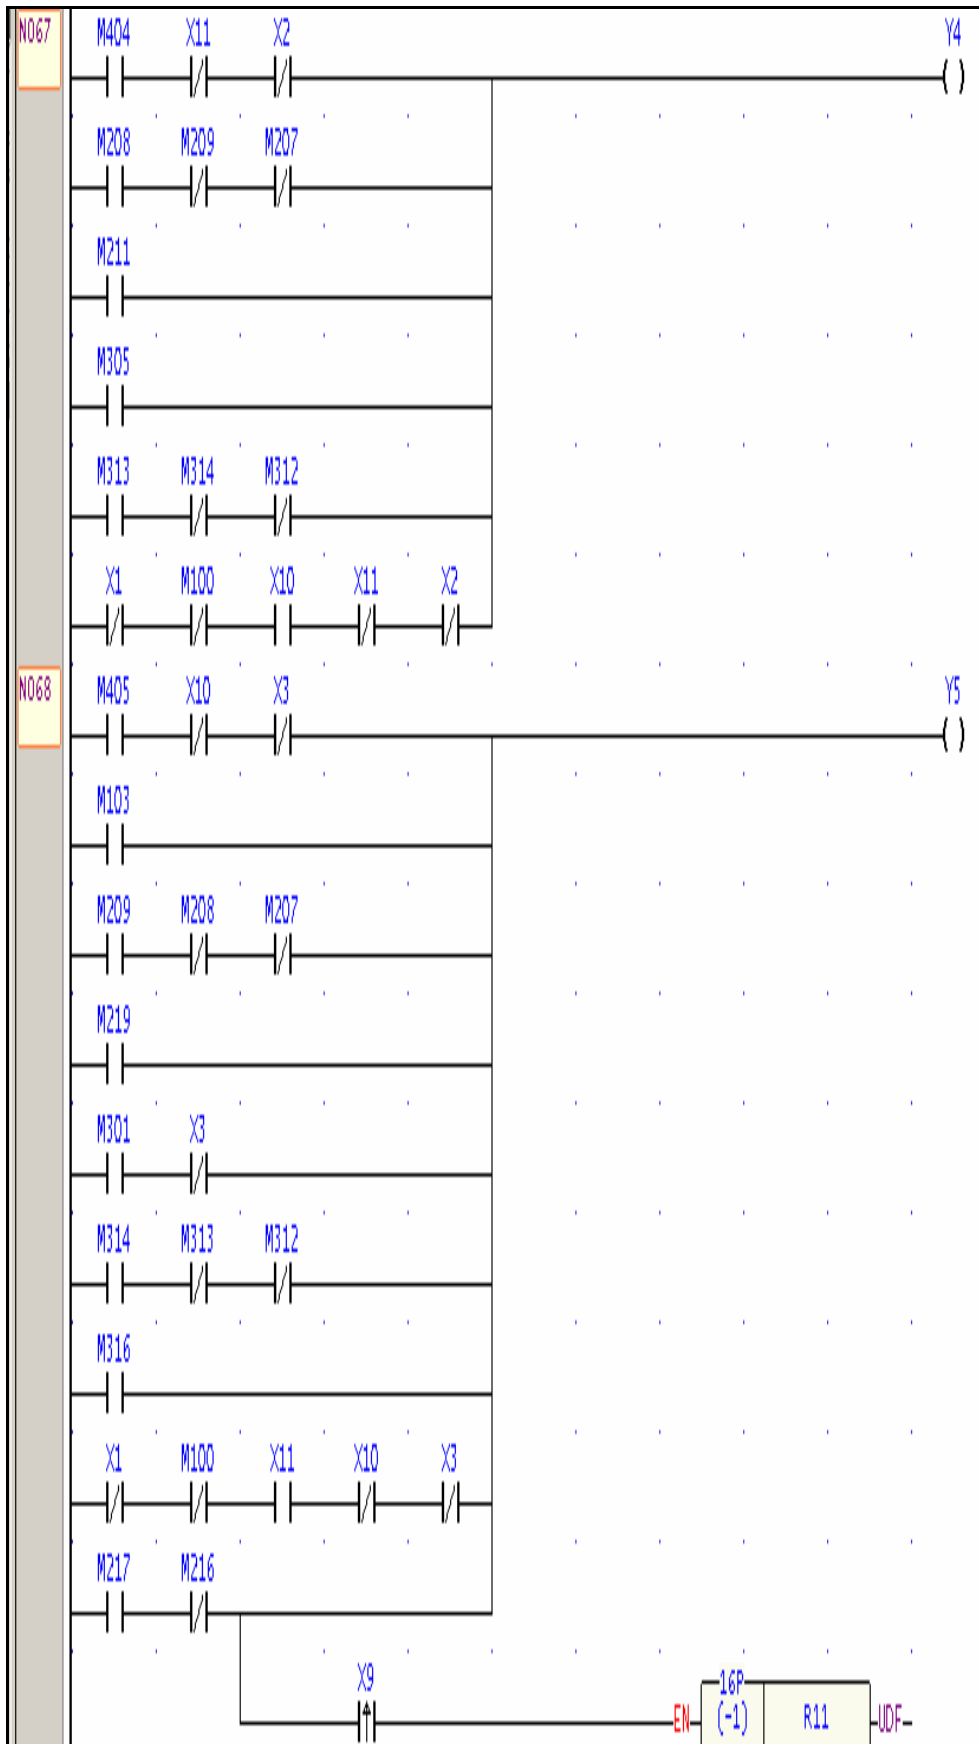 N067 M404 X11 X2 Y4
M208 M209 M207
M211
M305
M313 M314 M312
X1 M100 X10 X11 X2
N068 M405 X10 X3 Y5
M103
M209 M208 M207
M219
M301 X3
M314 M313 M312
M316
X1 M100 X11 X10 X3
M217 M216
X9 16P
EN (-1) R11 UDF